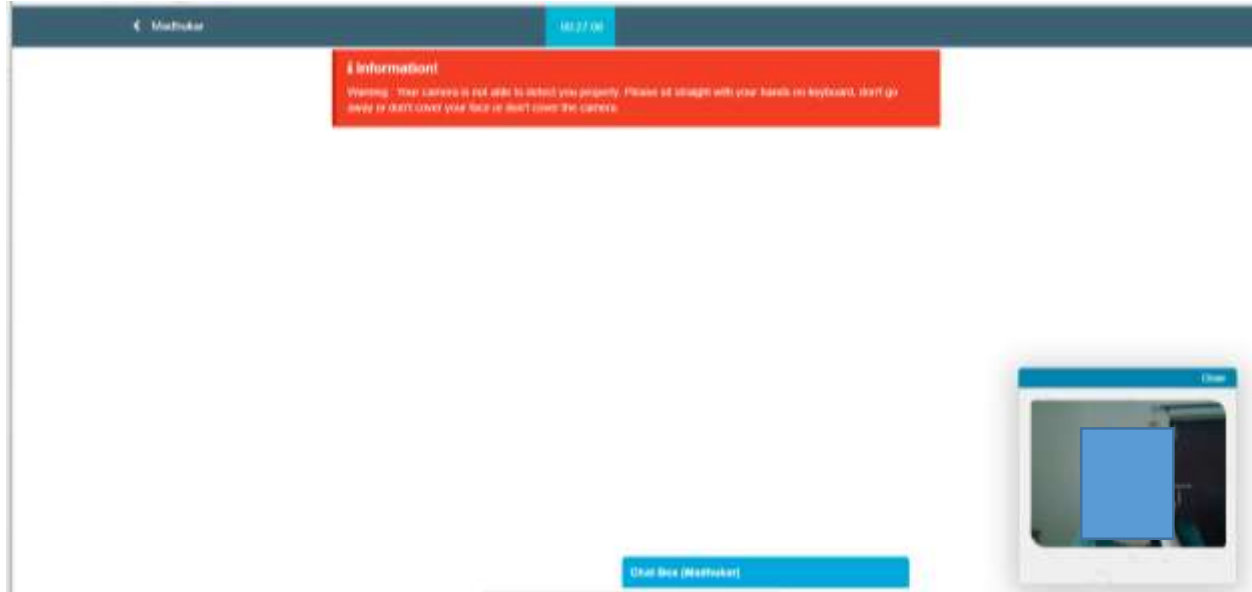 Madhukar
00:27:00
Information!
Warning : Your camera is not able to detect you properly. Please sit straight with your hands on keyboard, don't go
away or don't cover your face or don't cover the camera.
Close
Chat Box (Madhukar)